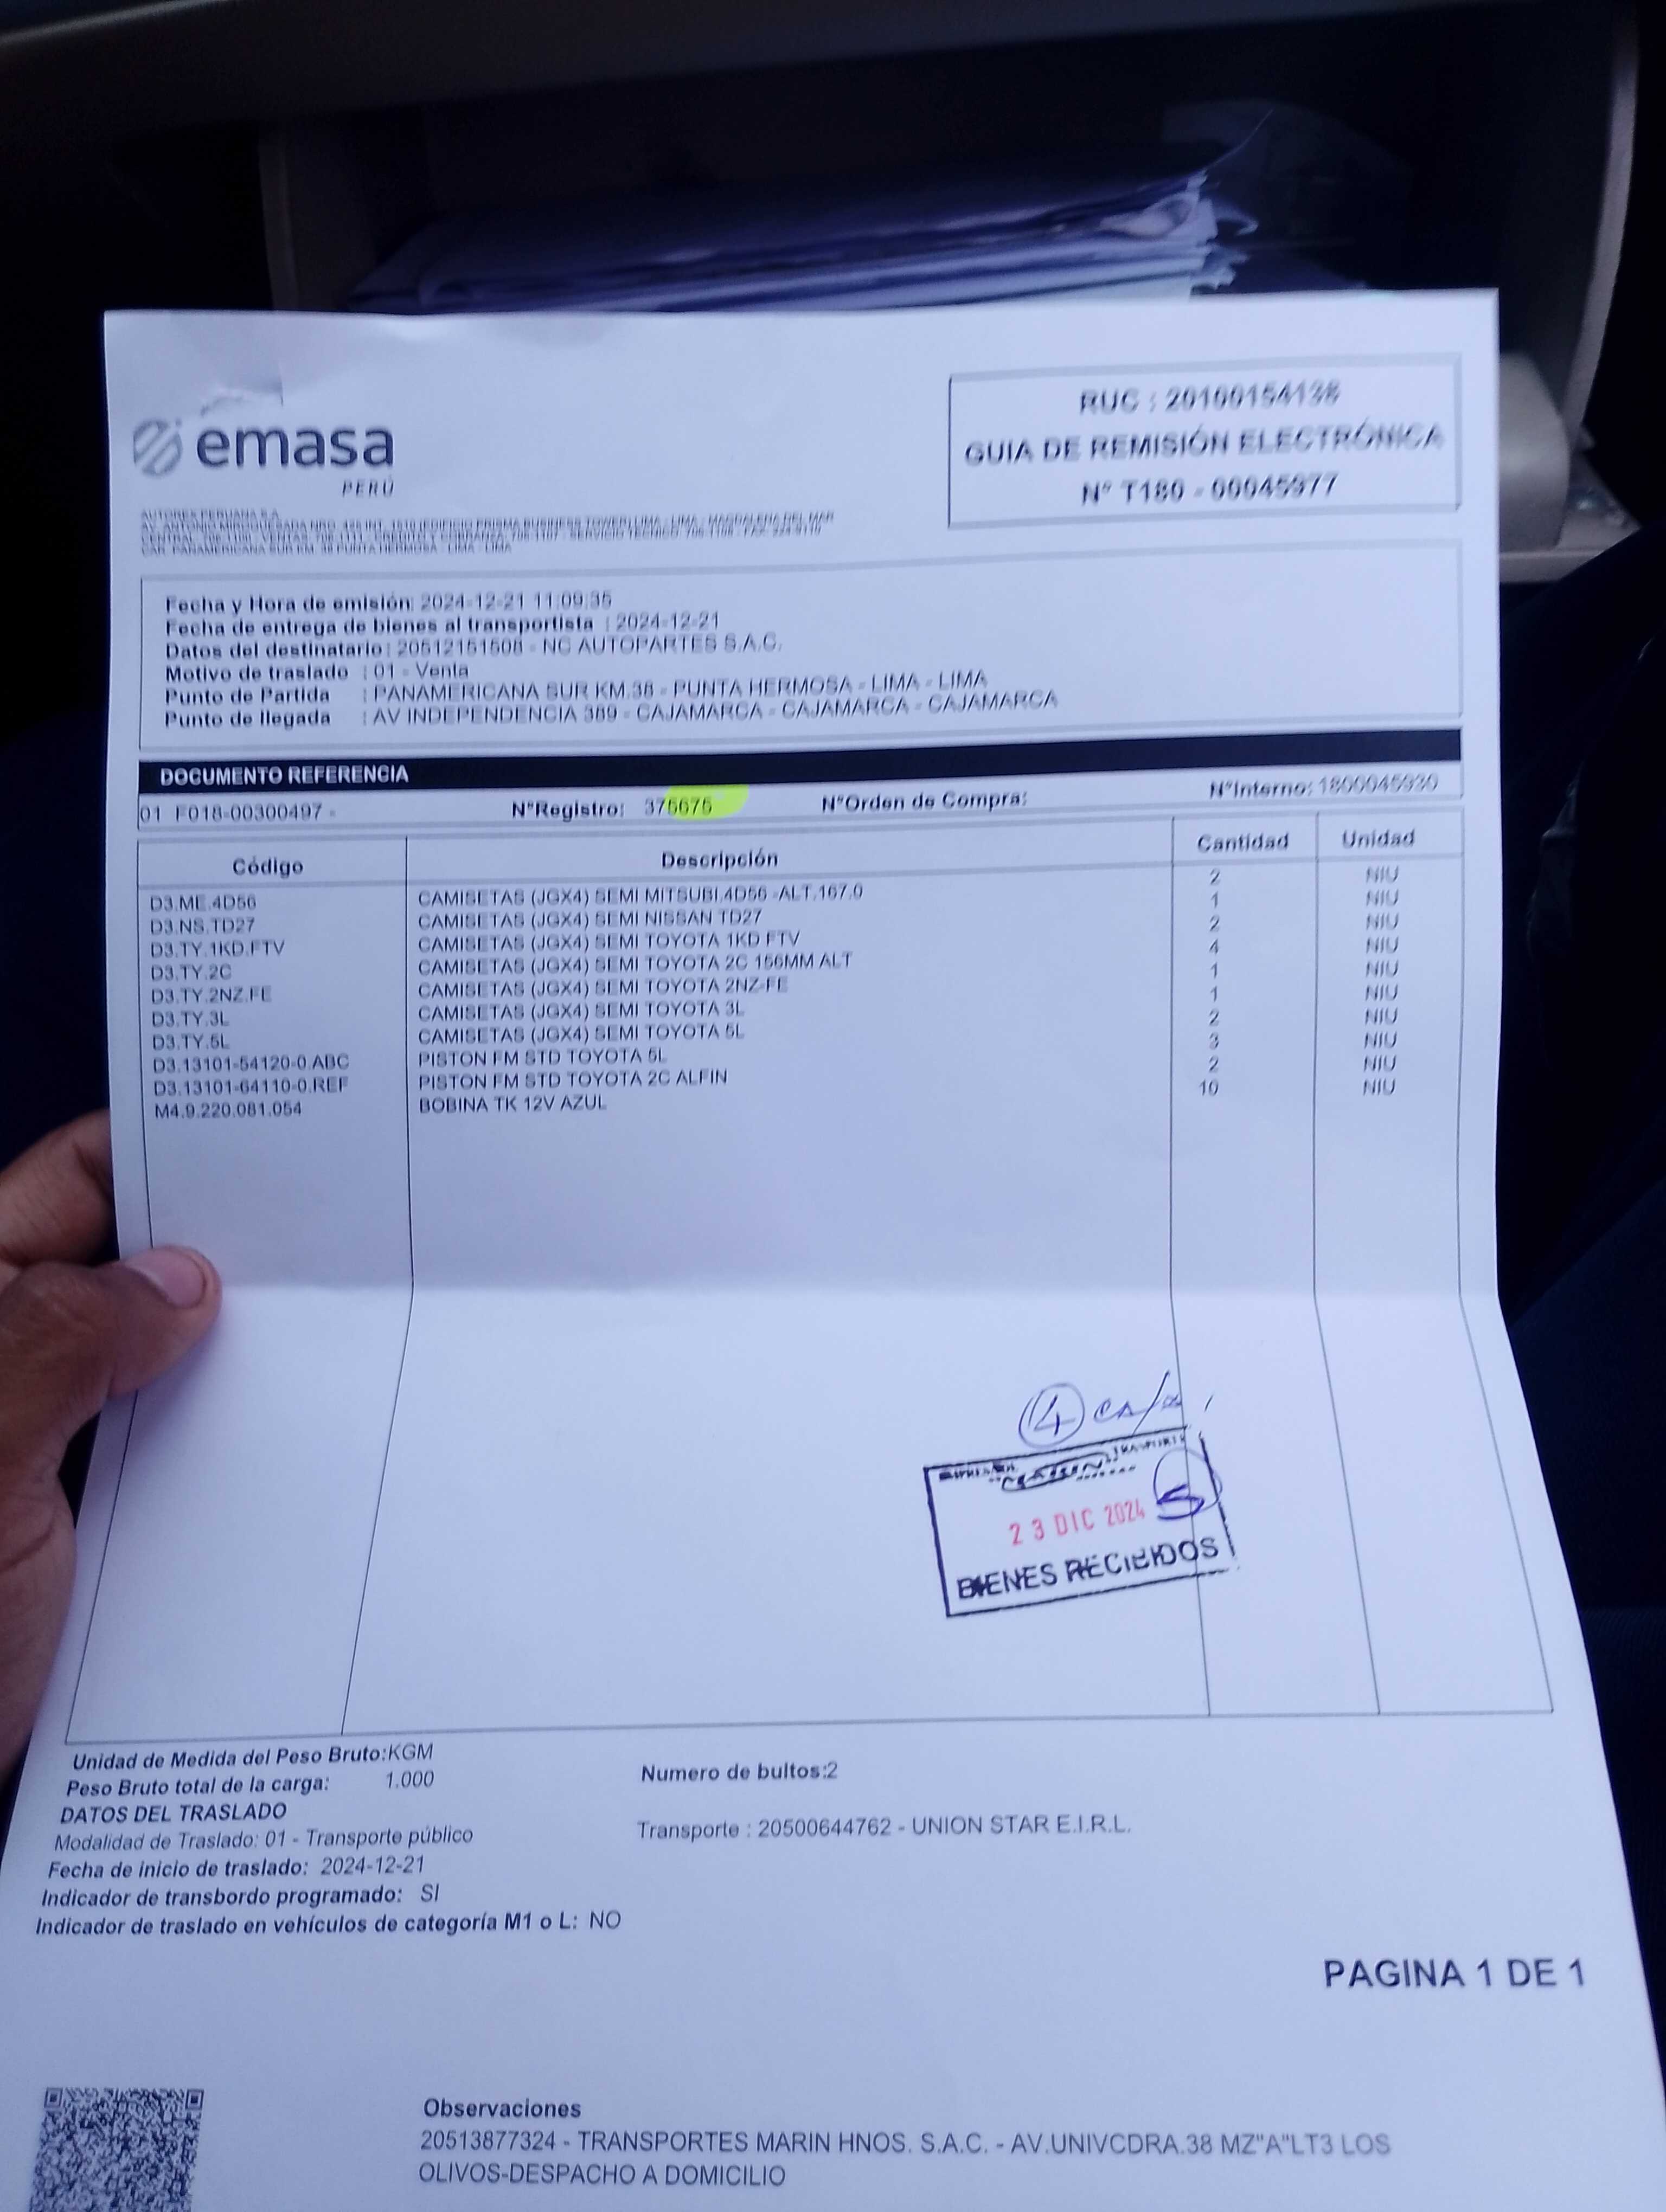 emasa
PERÚ
RUC : 20100154138
GUIA DE REMISIÓN ELECTRÓNICA
N° T180 - 00045977
AUTOREX PERUANA S.A.
CAR. PANAMERICANA SUR KM. 38 PUNTA HERMOSA - LIMA - LIMA
Fecha y Hora de emisión: 2024-12-21 11:09:35
Fecha de entrega de bienes al transportista : 2024-12-21
Datos del destinatario : 20512151508 - NC AUTOPARTES S.A.C.
Motivo de traslado : 01 - Venta
Punto de Partida : PANAMERICANA SUR KM.38 - PUNTA HERMOSA - LIMA - LIMA
Punto de llegada : AV INDEPENDENCIA 389 - CAJAMARCA - CAJAMARCA - CAJAMARCA
DOCUMENTO REFERENCIA
01 F018-00300497 - N°Registro: 375675 N°Orden de Compra: N°Interno:
Código Descripción Cantidad Unidad
D3.ME.4D56 CAMISETAS (JGX4) SEMI MITSUBI.4D56 -ALT.167.0 2 NIU
D3.NS.TD27 CAMISETAS (JGX4) SEMI NISSAN TD27 1 NIU
D3.TY.1KD.FTV CAMISETAS (JGX4) SEMI TOYOTA 1KD FTV 2 NIU
D3.TY.2C CAMISETAS (JGX4) SEMI TOYOTA 2C 156MM ALT 4 NIU
D3.TY.2NZ.FE CAMISETAS (JGX4) SEMI TOYOTA 2NZ-FE 1 NIU
D3.TY.3L CAMISETAS (JGX4) SEMI TOYOTA 3L 1 NIU
D3.TY.5L CAMISETAS (JGX4) SEMI TOYOTA 5L 2 NIU
D3.13101-54120-0.ABC PISTON FM STD TOYOTA 5L 3 NIU
D3.13101-64110-0.REF PISTON FM STD TOYOTA 2C ALFIN 2 NIU
M4.9.220.081.054 BOBINA TK 12V AZUL 10 NIU
4
23 DIC 2024
BIENES RECIBIDOS
Unidad de Medida del Peso Bruto:KGM
Peso Bruto total de la carga: 1.000 Numero de bultos:2
DATOS DEL TRASLADO
Modalidad de Traslado: 01 - Transporte público Transporte : 20500644762 - UNION STAR E.I.R.L.
Fecha de inicio de traslado: 2024-12-21
Indicador de transbordo programado: SI
Indicador de traslado en vehículos de categoría M1 o L: NO
PAGINA 1 DE 1
Observaciones
20513877324 - TRANSPORTES MARIN HNOS. S.A.C. - AV.UNIVCDRA.38 MZ"A"LT3 LOS
OLIVOS-DESPACHO A DOMICILIO